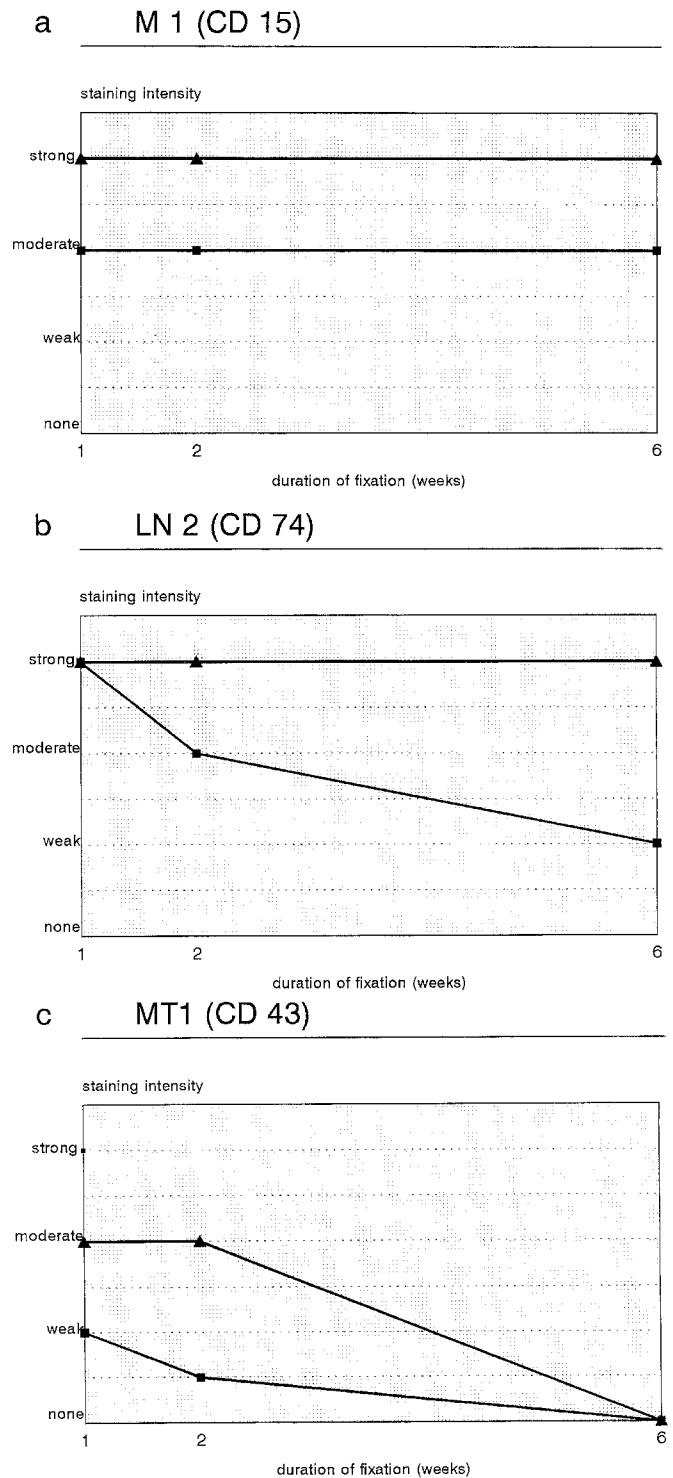 a M 1 (CD 15)
staining intensity
strong
moderate
weak
none
1 2 6
duration of fixation (weeks)
b LN 2 (CD 74)
staining intensity
strong
moderate
weak
none
1 2 6
duration of fixation (weeks)
c MT1 (CD 43)
staining intensity
strong
moderate
weak
none
1 2 6
duration of fixation (weeks)